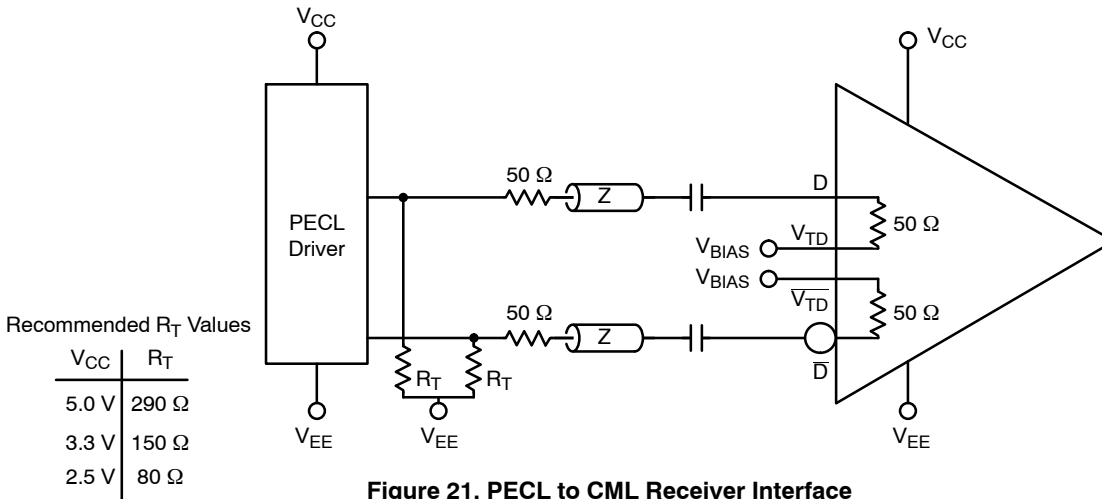 V_CC
V_CC
50 Ω
Z
D
PECL
Driver
50 Ω
V_BIAS
V_TD
V_BIAS
V̅_T̅D̅
50 Ω
Z
50 Ω
D̅
R_T
R_T
V_EE
V_EE
V_EE
Recommended R_T Values
V_CC R_T
5.0 V 290 Ω
3.3 V 150 Ω
2.5 V 80 Ω
Figure 21. PECL to CML Receiver Interface